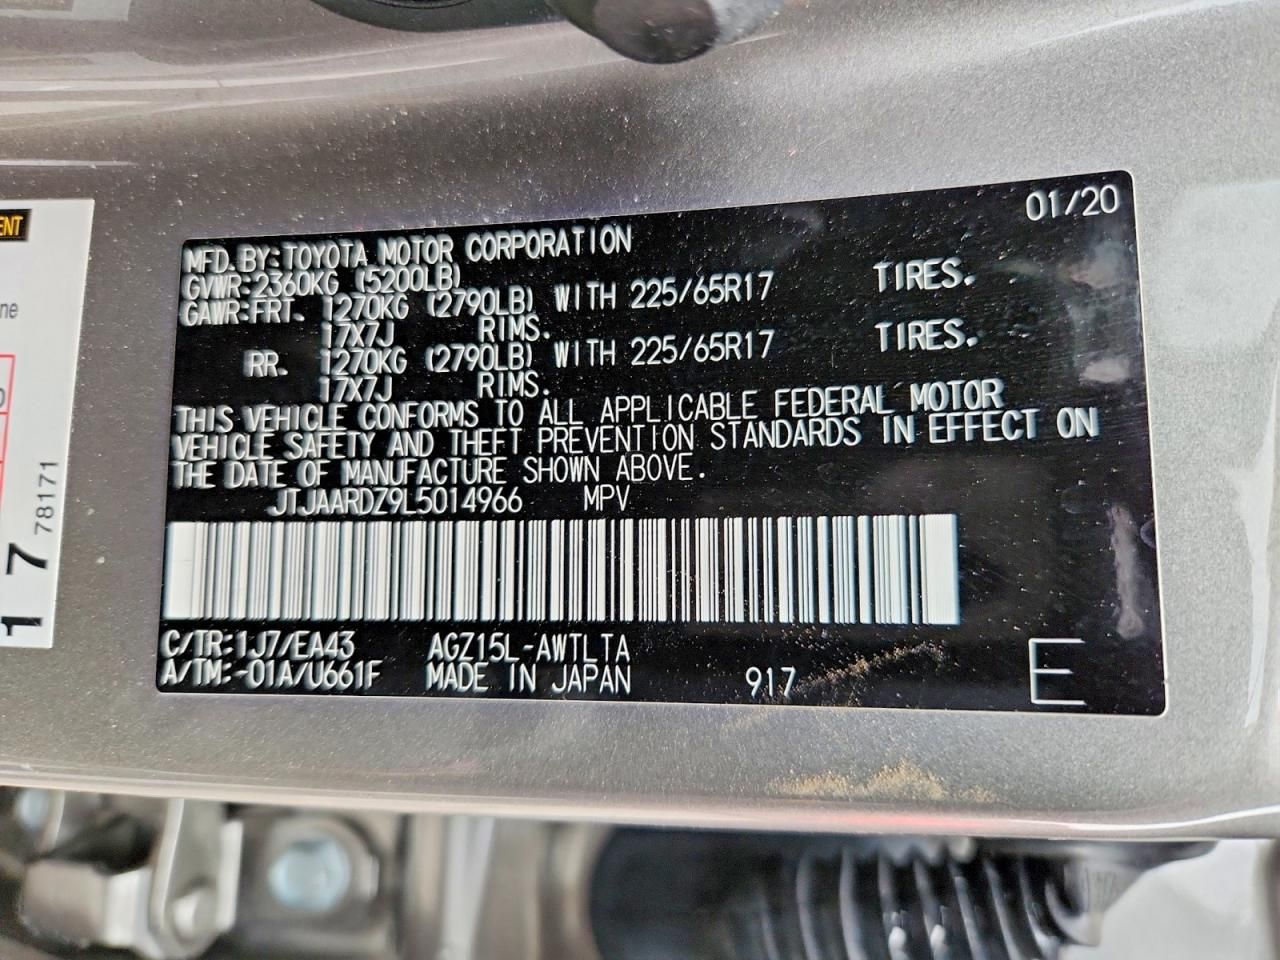 01/20
MFD.BY:TOYOTA MOTOR CORPORATION
GVWR:2360KG (5200LB)
GAWR:FRT. 1270KG (2790LB) WITH 225/65R17 TIRES.
17X7J RIMS.
RR. 1270KG (2790LB) WITH 225/65R17 TIRES.
17X7J RIMS.
THIS VEHICLE CONFORMS TO ALL APPLICABLE FEDERAL MOTOR
VEHICLE SAFETY AND THEFT PREVENTION STANDARDS IN EFFECT ON
THE DATE OF MANUFACTURE SHOWN ABOVE.
JTJAARDZ9L5014966 MPV
C/TR:1J7/EA43 AGZ15L-AWTLTA
A/TM:-01A/U661F MADE IN JAPAN 917
E
17
78171